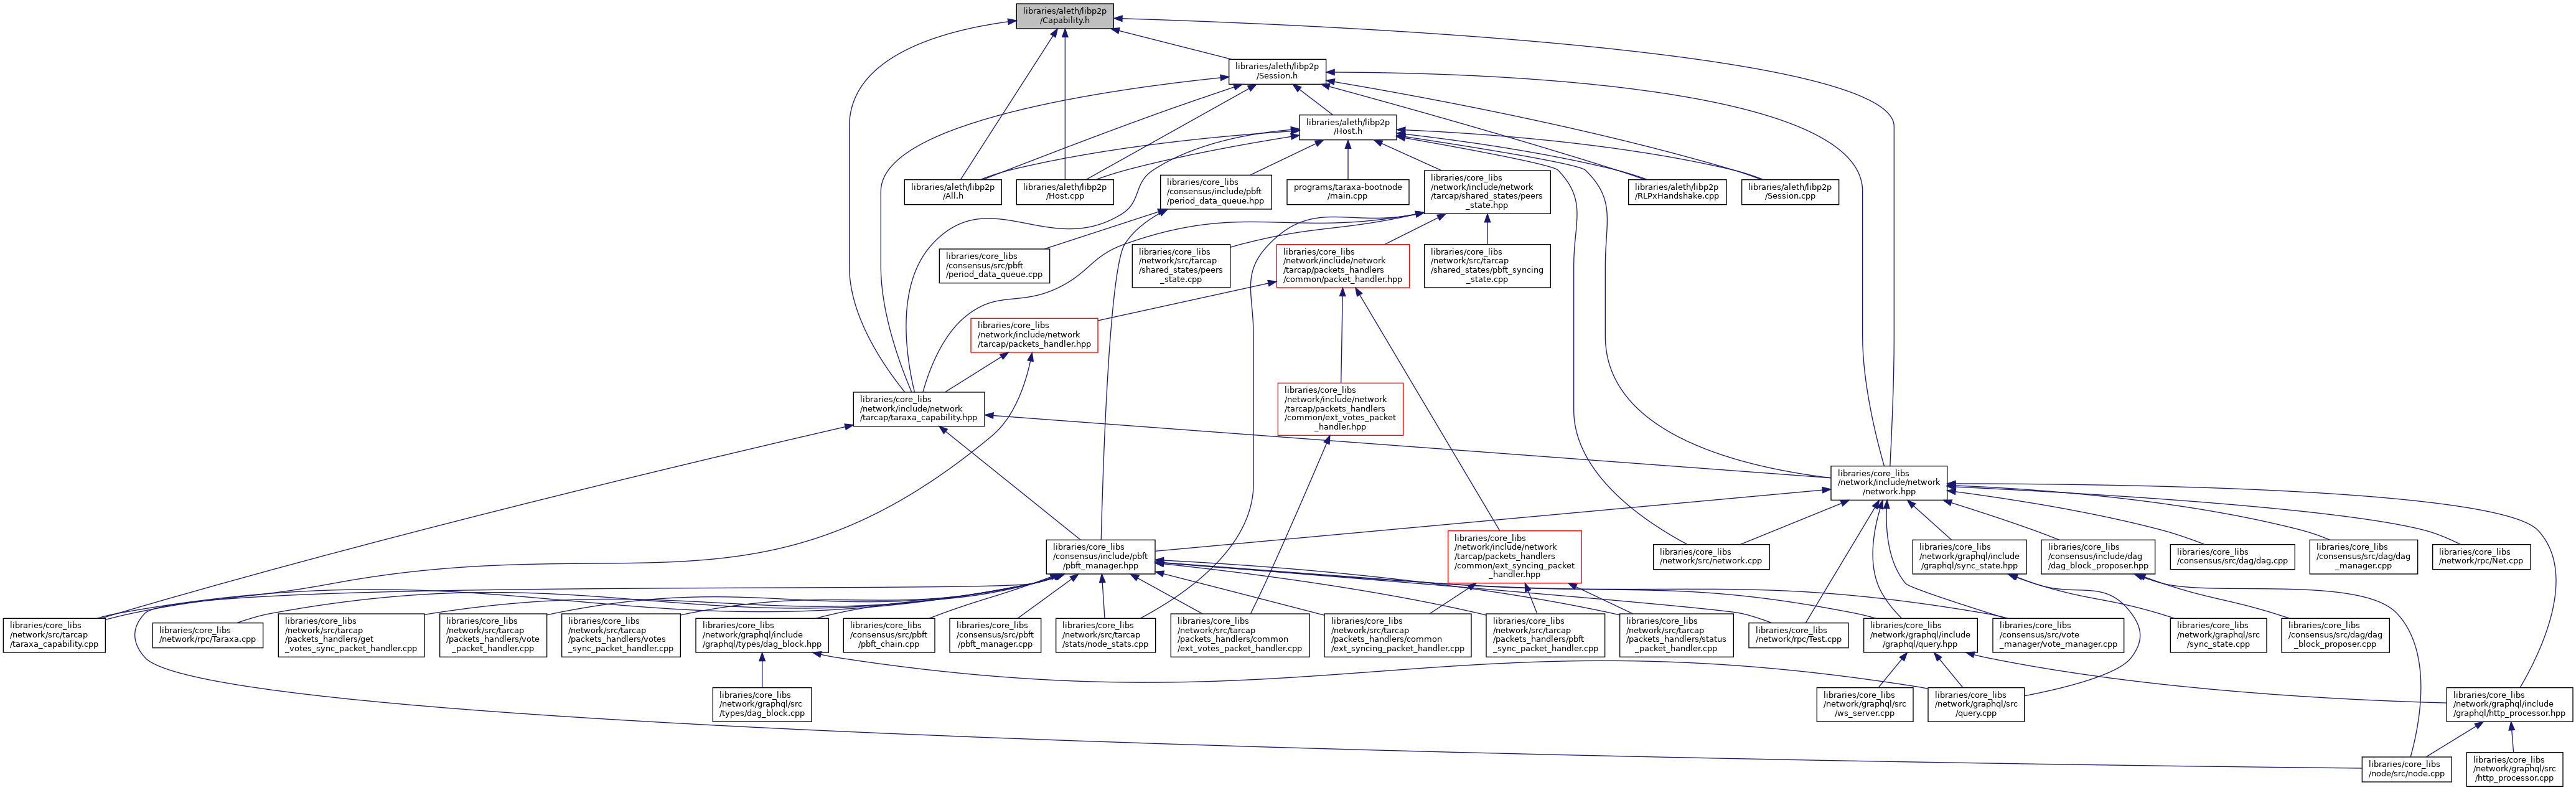 libraries/aleth/libp2p
/Capability.h
libraries/aleth/libp2p
/Session.h
libraries/aleth/libp2p
/Host.h
libraries/aleth/libp2p
/All.h
libraries/aleth/libp2p
/Host.cpp
libraries/core_libs
/consensus/include/pbft
/period_data_queue.hpp
programs/taraxa-bootnode
/main.cpp
libraries/core_libs
/network/include/network
/tarcap/shared_states/peers
_state.hpp
libraries/aleth/libp2p
/RLPxHandshake.cpp
libraries/aleth/libp2p
/Session.cpp
libraries/core_libs
/consensus/src/pbft
/period_data_queue.cpp
libraries/core_libs
/network/src/tarcap
/shared_states/peers
_state.cpp
libraries/core_libs
/network/include/network
/tarcap/packets_handlers
/common/packet_handler.hpp
libraries/core_libs
/network/src/tarcap
/shared_states/pbft_syncing
_state.cpp
libraries/core_libs
/network/include/network
/tarcap/packets_handler.hpp
libraries/core_libs
/network/include/network
/tarcap/taraxa_capability.hpp
libraries/core_libs
/network/include/network
/tarcap/packets_handlers
/common/ext_votes_packet
_handler.hpp
libraries/core_libs
/network/include/network
/network.hpp
libraries/core_libs
/consensus/include/pbft
/pbft_manager.hpp
libraries/core_libs
/network/include/network
/tarcap/packets_handlers
/common/ext_syncing_packet
_handler.hpp
libraries/core_libs
/network/src/network.cpp
libraries/core_libs
/network/graphql/include
/graphql/sync_state.hpp
libraries/core_libs
/consensus/include/dag
/dag_block_proposer.hpp
libraries/core_libs
/consensus/src/dag/dag.cpp
libraries/core_libs
/consensus/src/dag/dag
_manager.cpp
libraries/core_libs
/network/rpc/Net.cpp
libraries/core_libs
/network/src/tarcap
/taraxa_capability.cpp
libraries/core_libs
/network/rpc/Taraxa.cpp
libraries/core_libs
/network/src/tarcap
/packets_handlers/get
_votes_sync_packet_handler.cpp
libraries/core_libs
/network/src/tarcap
/packets_handlers/vote
_packet_handler.cpp
libraries/core_libs
/network/src/tarcap
/packets_handlers/votes
_sync_packet_handler.cpp
libraries/core_libs
/network/graphql/include
/graphql/types/dag_block.hpp
libraries/core_libs
/consensus/src/pbft
/pbft_chain.cpp
libraries/core_libs
/consensus/src/pbft
/pbft_manager.cpp
libraries/core_libs
/network/src/tarcap
/stats/node_stats.cpp
libraries/core_libs
/network/src/tarcap
/packets_handlers/common
/ext_votes_packet_handler.cpp
libraries/core_libs
/network/src/tarcap
/packets_handlers/common
/ext_syncing_packet_handler.cpp
libraries/core_libs
/network/src/tarcap
/packets_handlers/pbft
_sync_packet_handler.cpp
libraries/core_libs
/network/src/tarcap
/packets_handlers/status
_packet_handler.cpp
libraries/core_libs
/network/rpc/Test.cpp
libraries/core_libs
/network/graphql/include
/graphql/query.hpp
libraries/core_libs
/consensus/src/vote
_manager/vote_manager.cpp
libraries/core_libs
/network/graphql/src
/sync_state.cpp
libraries/core_libs
/consensus/src/dag/dag
_block_proposer.cpp
libraries/core_libs
/network/graphql/src
/types/dag_block.cpp
libraries/core_libs
/network/graphql/src
/ws_server.cpp
libraries/core_libs
/network/graphql/src
/query.cpp
libraries/core_libs
/network/graphql/include
/graphql/http_processor.hpp
libraries/core_libs
/node/src/node.cpp
libraries/core_libs
/network/graphql/src
/http_processor.cpp